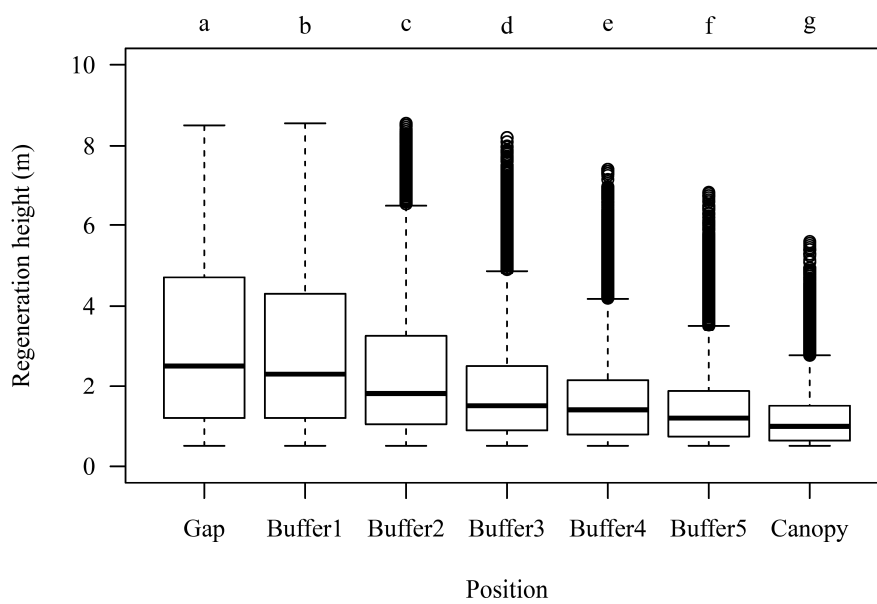 a b c d e f g
10
8
6
4
2
0
Regeneration height (m)
Gap Buffer1 Buffer2 Buffer3 Buffer4 Buffer5 Canopy
Position